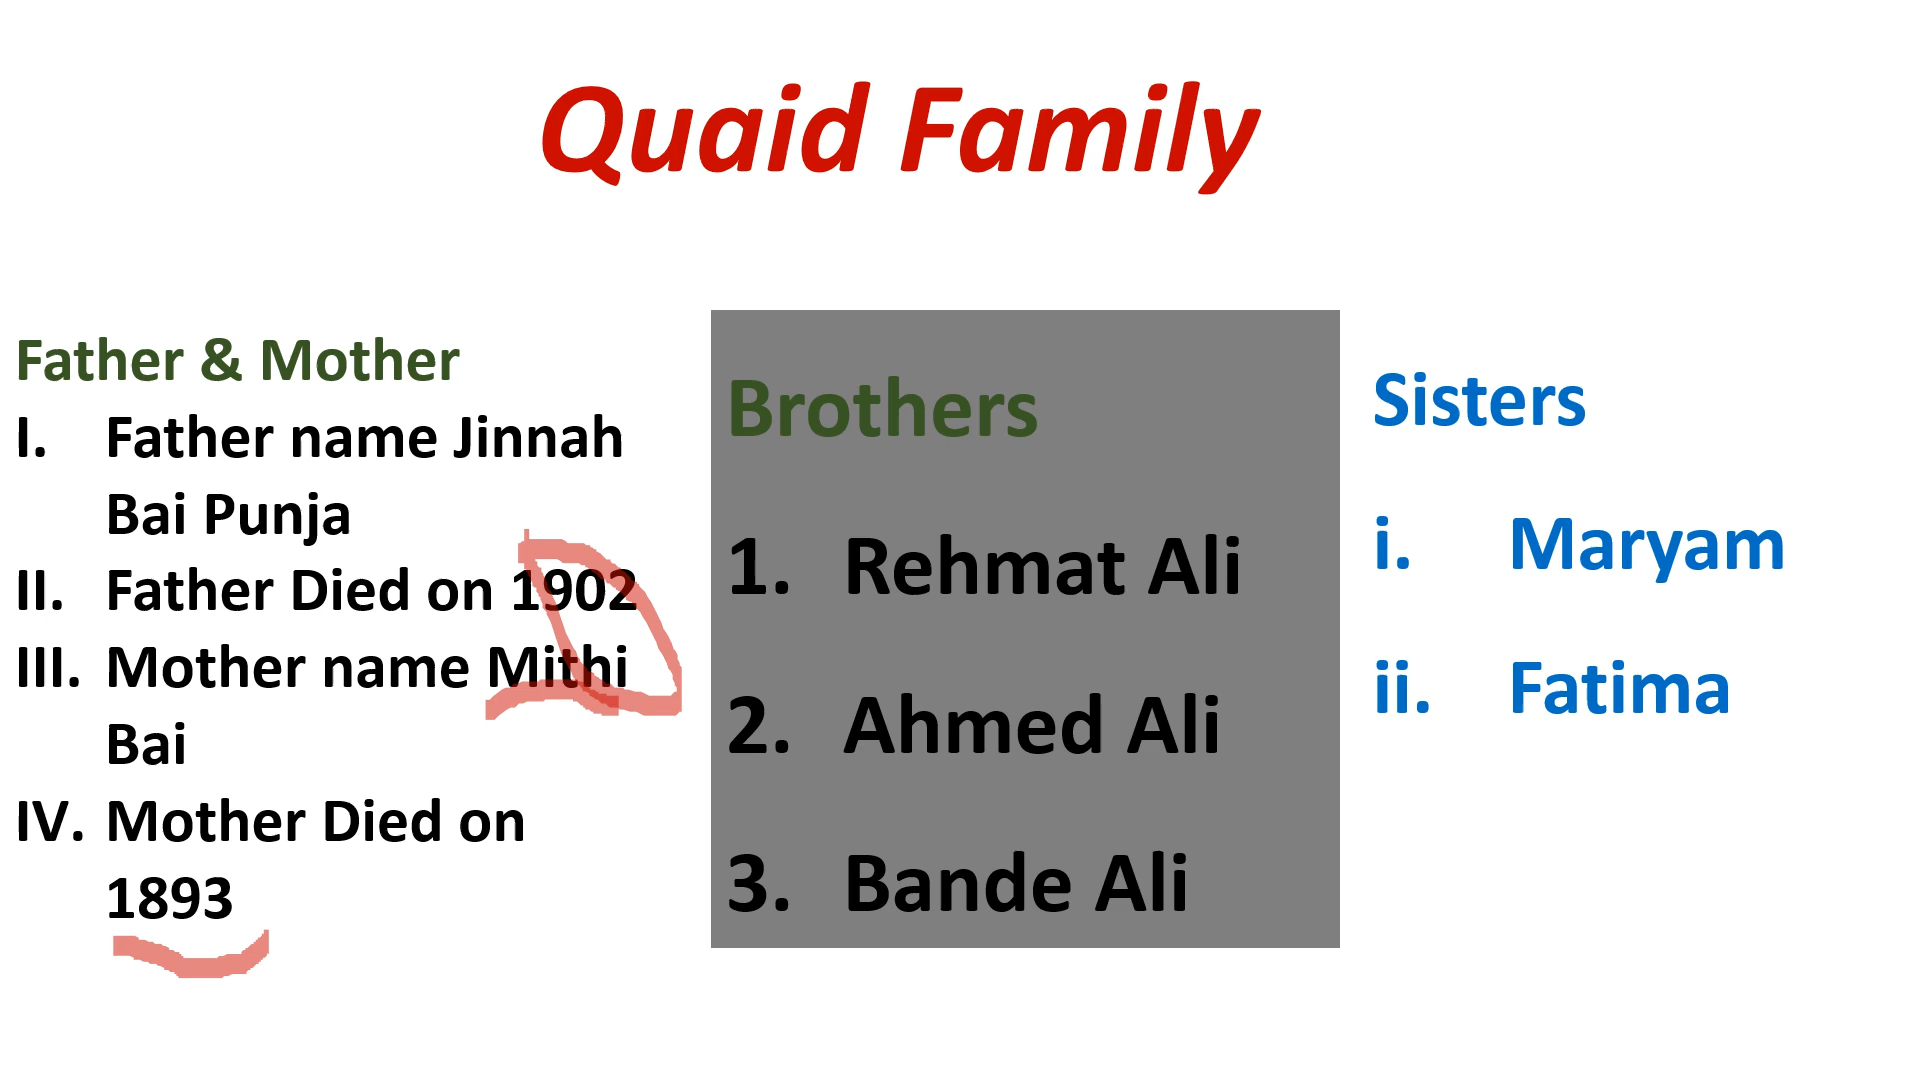 Quaid Family
Father & Mother
I. Father name Jinnah
Bai Punja
II. Father Died on 1902
III. Mother name Mithi
Bai
IV. Mother Died on
1893
Brothers
1. Rehmat Ali
2. Ahmed Ali
3. Bande Ali
Sisters
i. Maryam
ii. Fatima